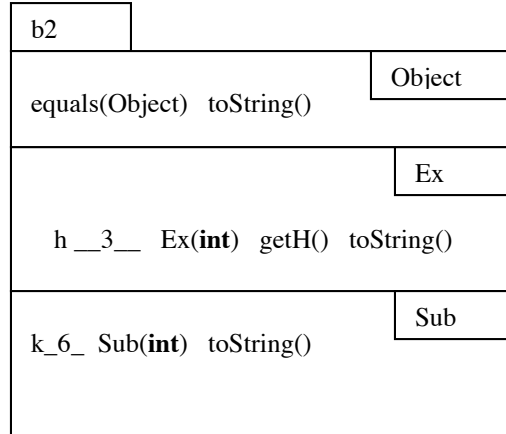 b2
Object
equals(Object) toString()
Ex
h __3__ Ex(int) getH() toString()
Sub
k_6_ Sub(int) toString()